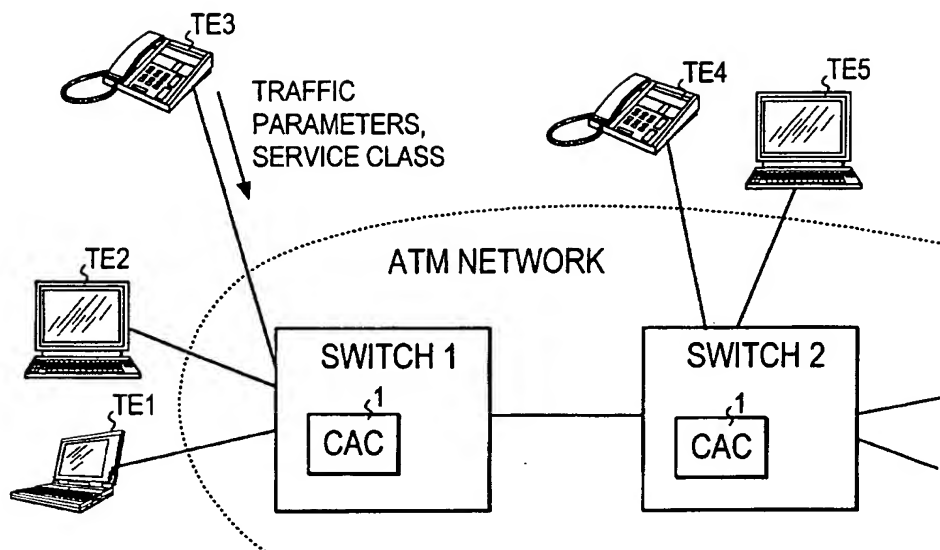 TE3
TRAFFIC
PARAMETERS,
SERVICE CLASS
TE4
TE5
TE2
ATM NETWORK
TE1
SWITCH 1
1
CAC
SWITCH 2
1
CAC